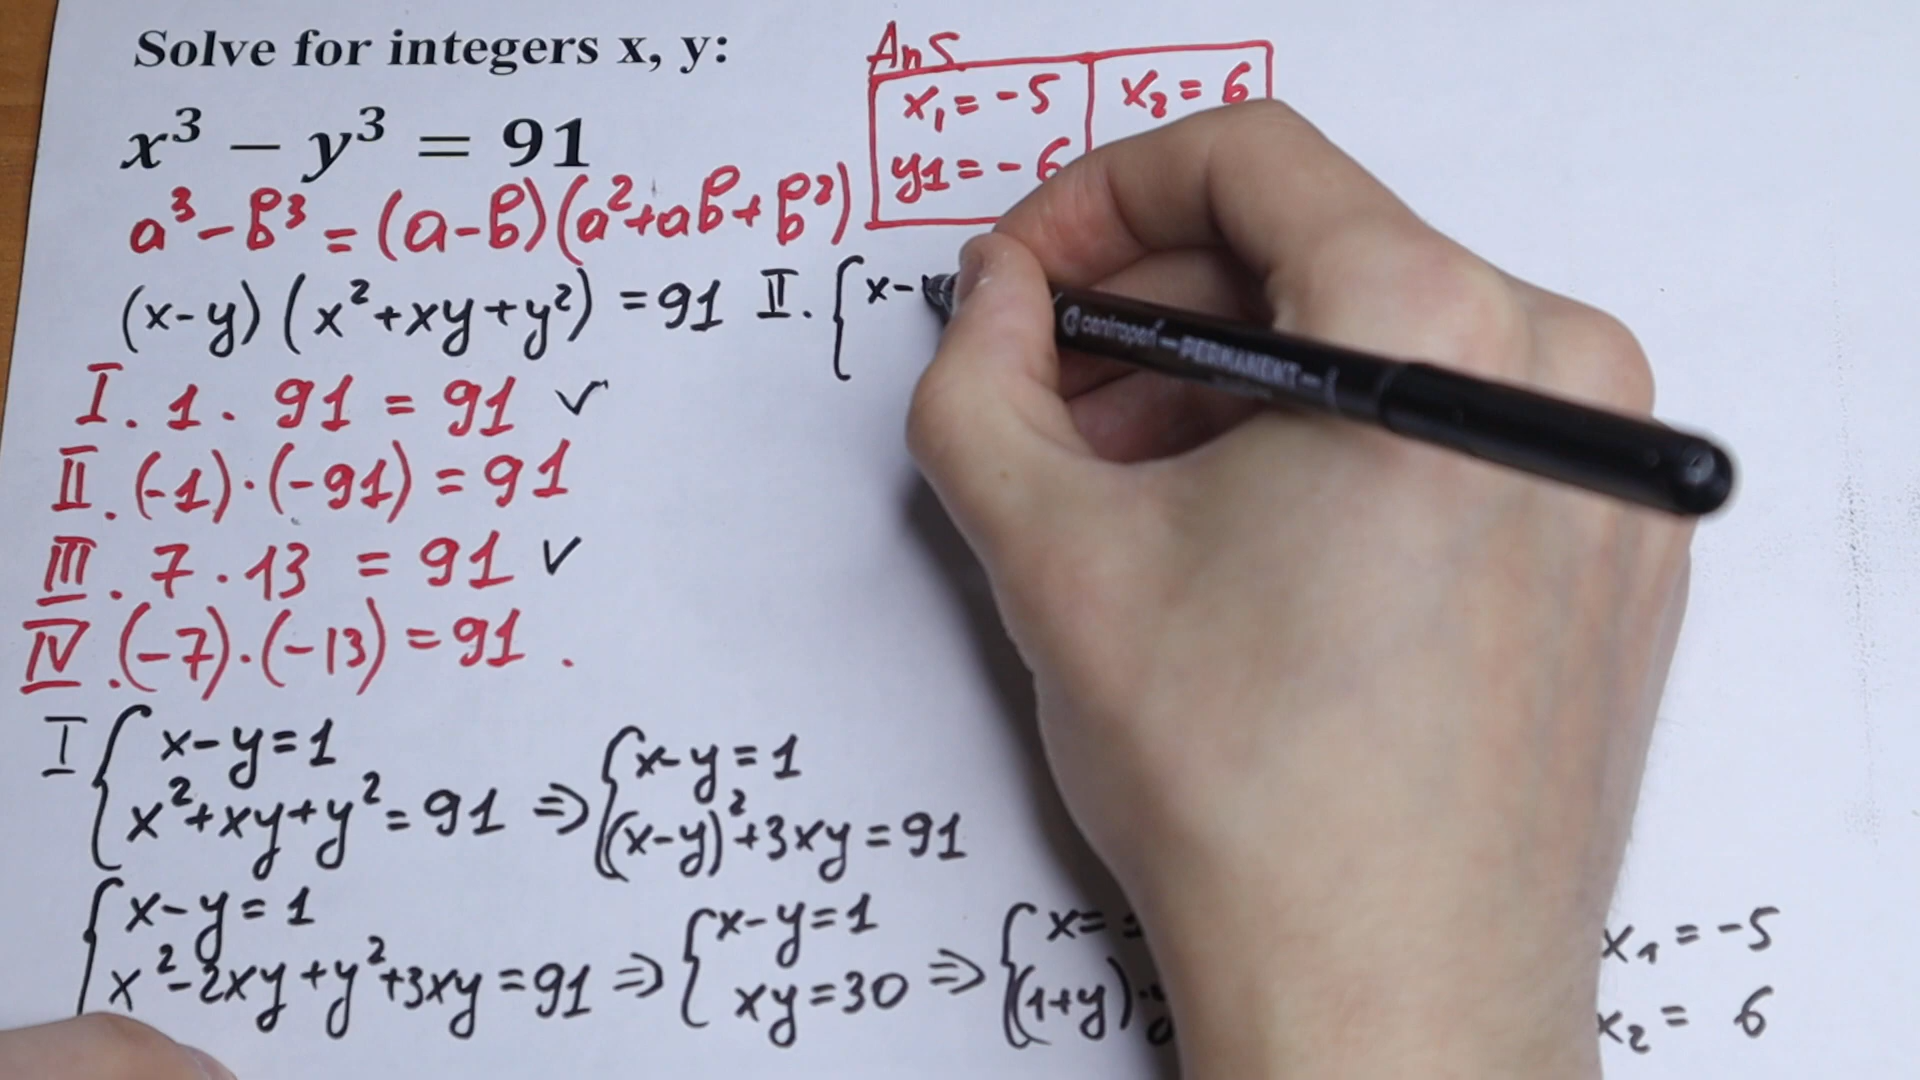 Solve for integers x, y:
x³ − y³ = 91
Ans
x₁ = -5
y1 = -6
x₂ = 6
a³ - b³ = (a-b)(a²+ab+b²)
(x-y)(x²+xy+y²) = 91
I. 1 · 91 = 91 ✓
II. (-1)·(-91) = 91
III. 7 · 13 = 91 ✓
IV. (-7)·(-13) = 91.
II. { x-
centropen — PERMANENT —
I { x-y=1
x²+xy+y²=91 ⇒ { x-y=1
(x-y)²+3xy=91
{ x-y=1
x²-2xy+y²+3xy=91 ⇒ { x-y=1
xy=30 ⇒ { x=
(1+y)·
x₁ = -5
x₂ = 6